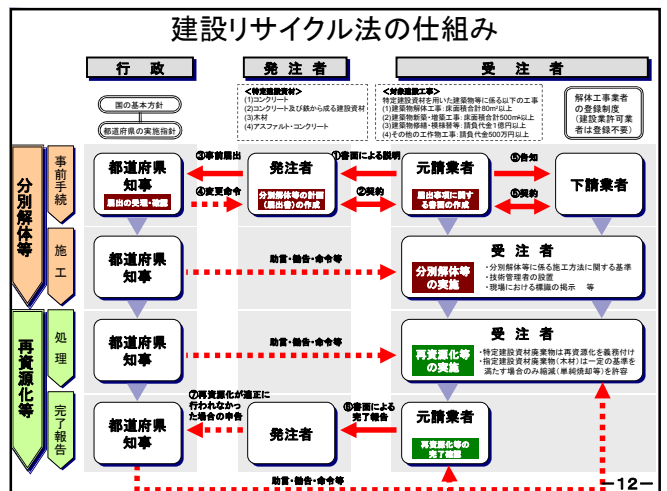 建設リサイクル法の仕組み
行政
発注者
受注者
国の基本方針
都道府県の実施指針
<特定建設資材>
(1)コンクリート
(2)コンクリート及び鉄から成る建設資材
(3)木材
(4)アスファルト・コンクリート
<対象建設工事>
特定建設資材を用いた建築物等に係る以下の工事
(1)建築物解体工事:床面積合計80㎡以上
(2)建築物新築・増築工事:床面積合計500㎡以上
(3)建築物修繕・模様替等:請負代金1億円以上
(4)その他の工作物工事:請負代金500万円以上
解体工事業者
の登録制度
(建設業許可業
者は登録不要)
分別解体等
事前手続
都道府県
知事
届出の受理・確認
③事前届出
④変更命令
発注者
分別解体等の計画
(届出書)の作成
①書面による説明
②契約
元請業者
届出事項に関す
る書面の作成
⑤告知
⑤契約
下請業者
施工
都道府県
知事
助言・勧告・命令等
受注者
分別解体等
の実施
・分別解体等に係る施工方法に関する基準
・技術管理者の設置
・現場における標識の掲示 等
再資源化等
処理
都道府県
知事
助言・勧告・命令等
受注者
再資源化等
の実施
・特定建設資材廃棄物は再資源化を義務付け
・指定建設資材廃棄物(木材)は一定の基準を
満たす場合のみ縮減(単純焼却等)を許容
完了報告
都道府県
知事
⑦再資源化が適正に
行われなかっ
た場合の申告
発注者
⑥書面による
完了報告
元請業者
再資源化等の
完了確認
助言・勧告・命令等
-12-